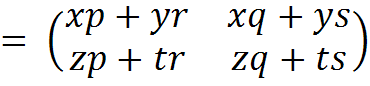 = (xp + yr xq + ys
zp + tr zq + ts)